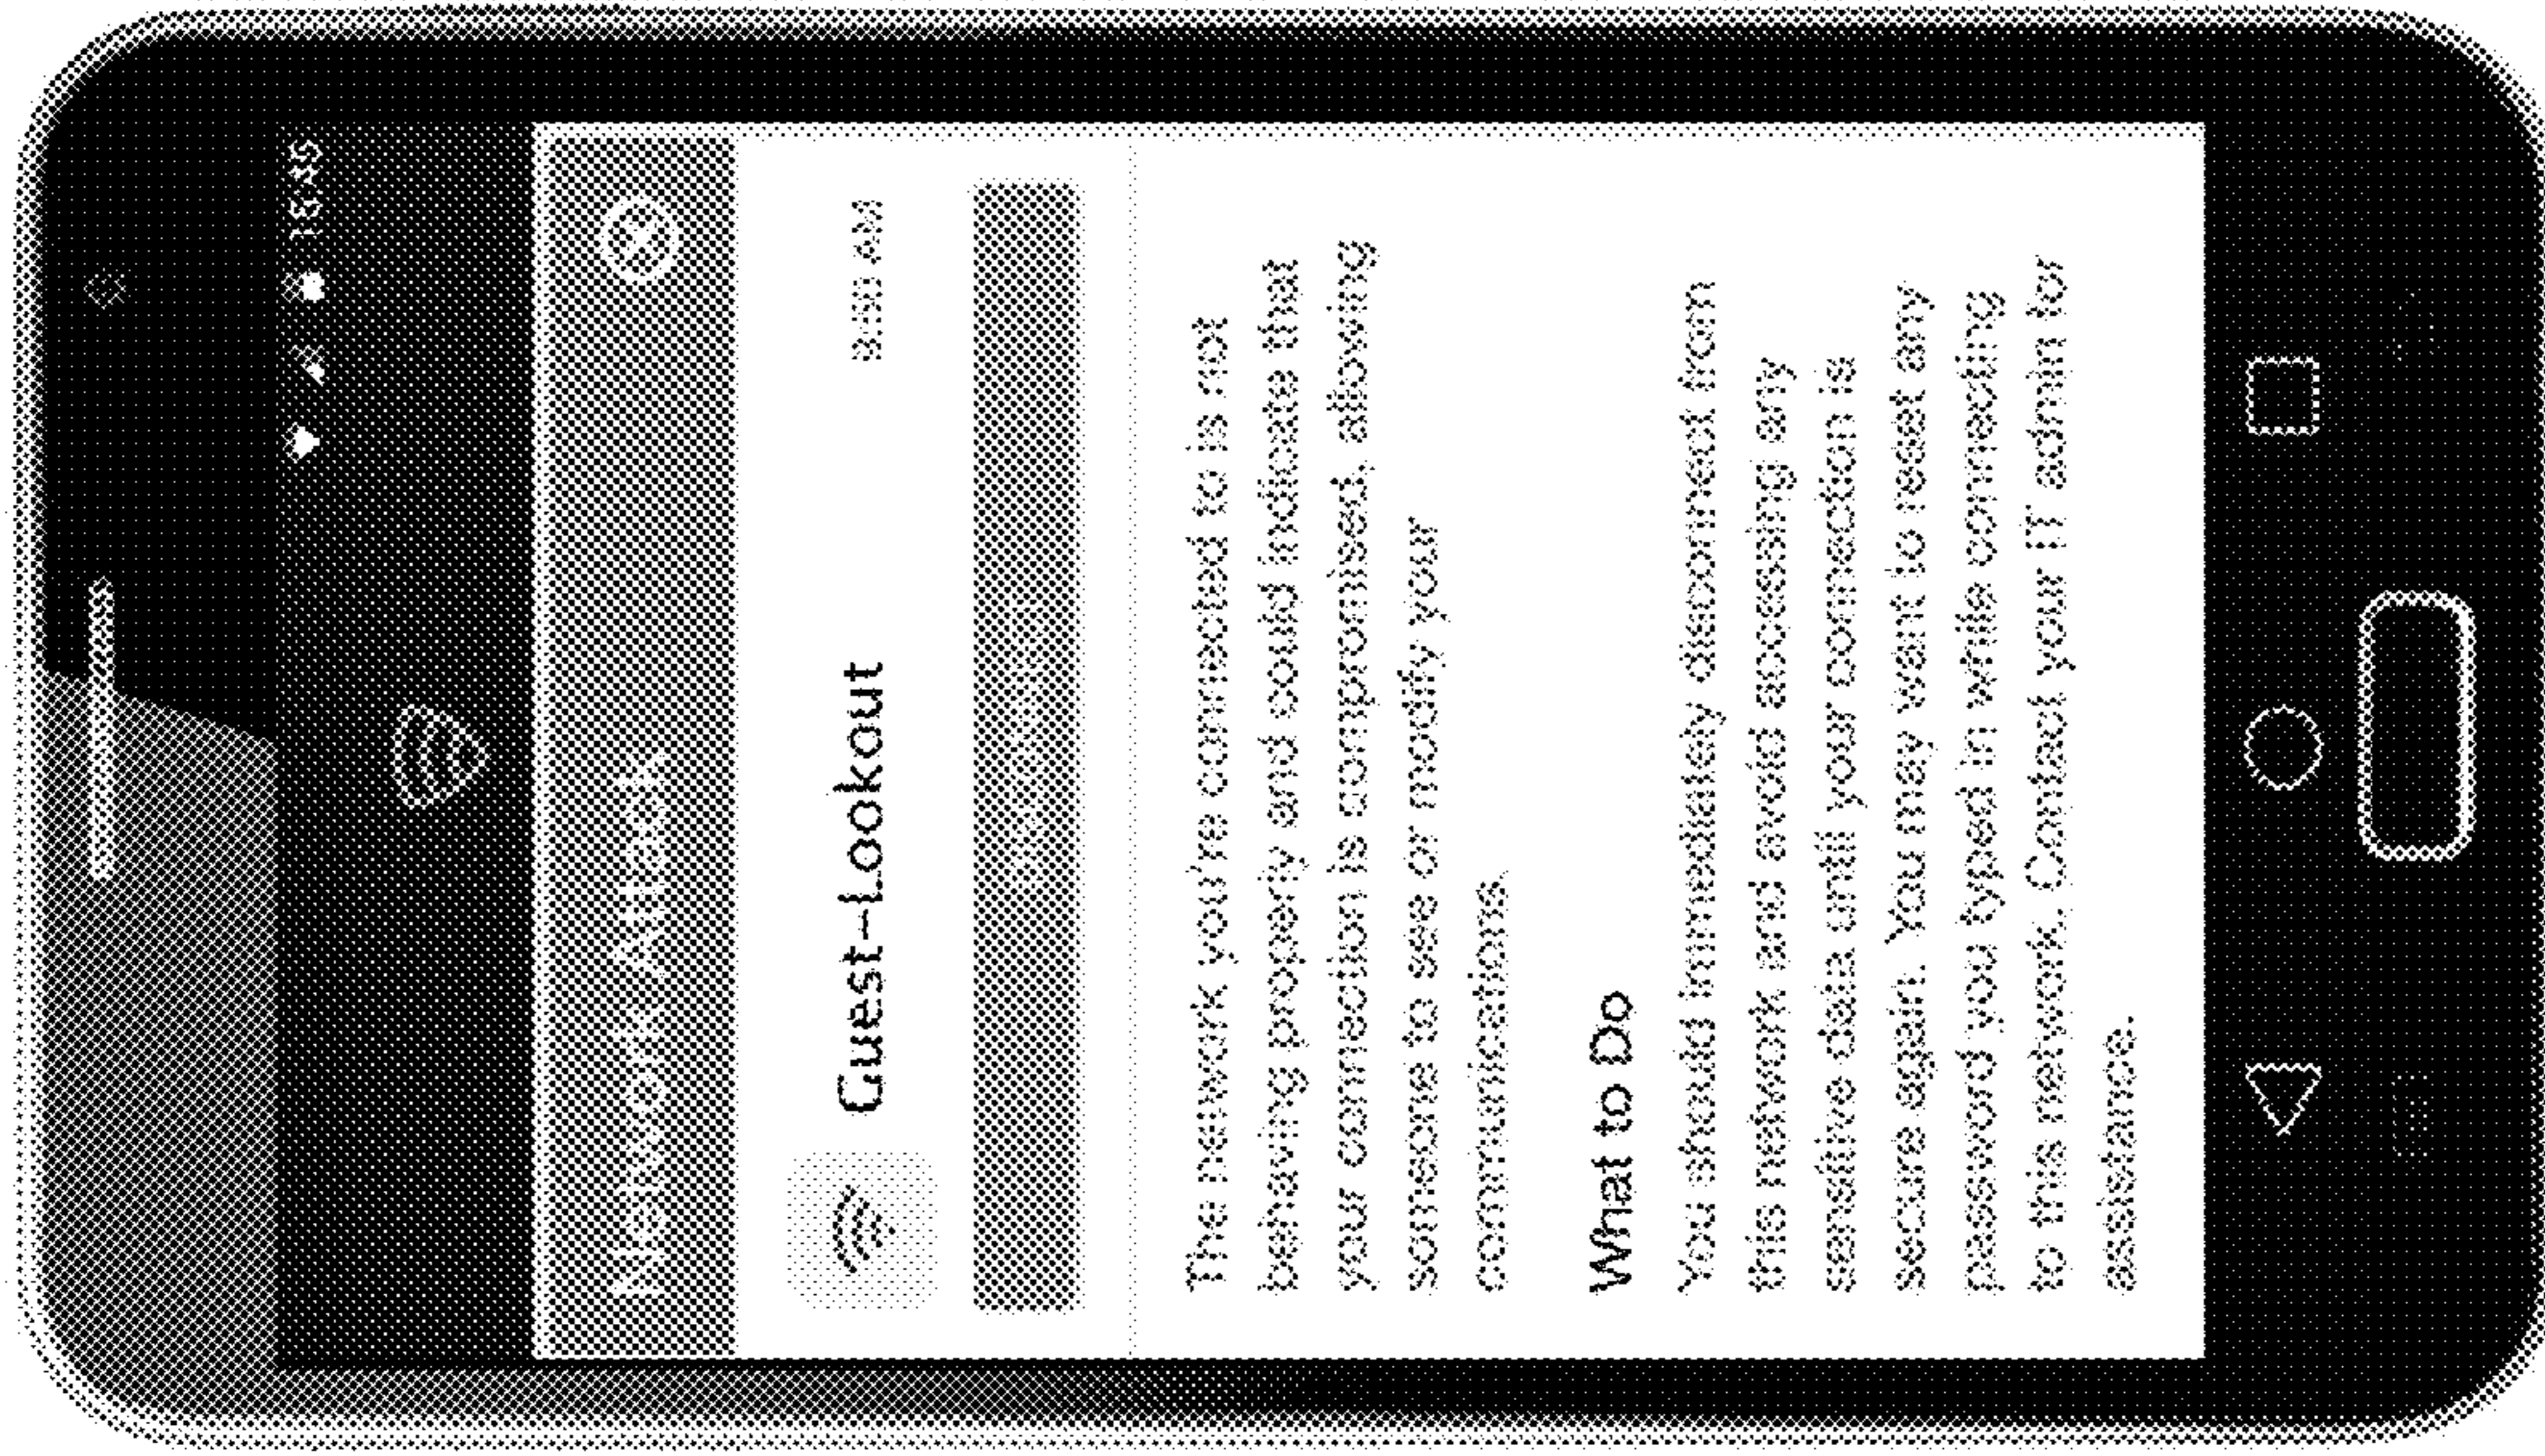 Network Attack
Guest-Lookout
The network you're connected to is not
behaving properly and could indicate that
your connection is compromised, allowing
someone to see or modify your
communications.
What to Do
You should immediately disconnect from
this network and avoid accessing any
sensitive data until your connection is
secure again. You may want to reset any
password you typed in while connecting
to this network. Contact your IT admin for
assistance.